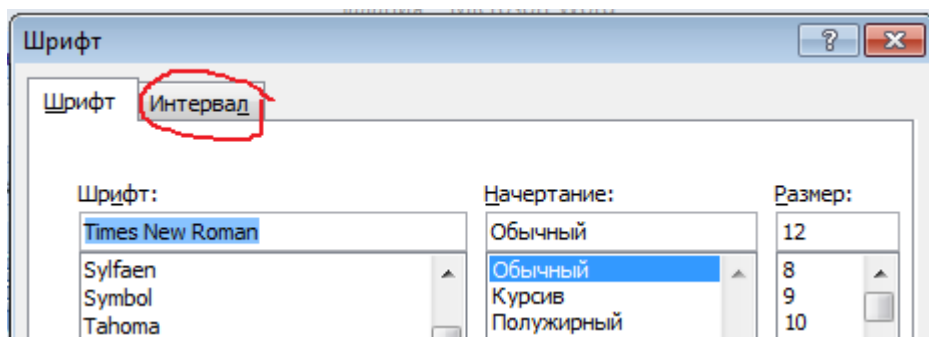 Шрифт
Шрифт Интервал
Шрифт: Начертание: Размер:
Times New Roman Обычный 12
Sylfaen Обычный 8
Symbol Курсив 9
Tahoma Полужирный 10